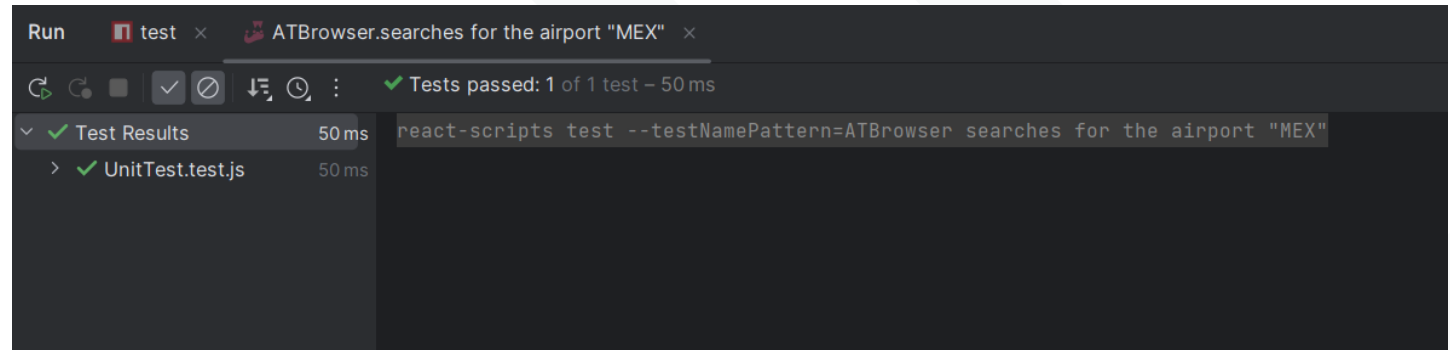 Run test × ATBrowser.searches for the airport "MEX" ×
Tests passed: 1 of 1 test – 50 ms
Test Results 50 ms react-scripts test --testNamePattern=ATBrowser searches for the airport "MEX"
UnitTest.test.js 50 ms